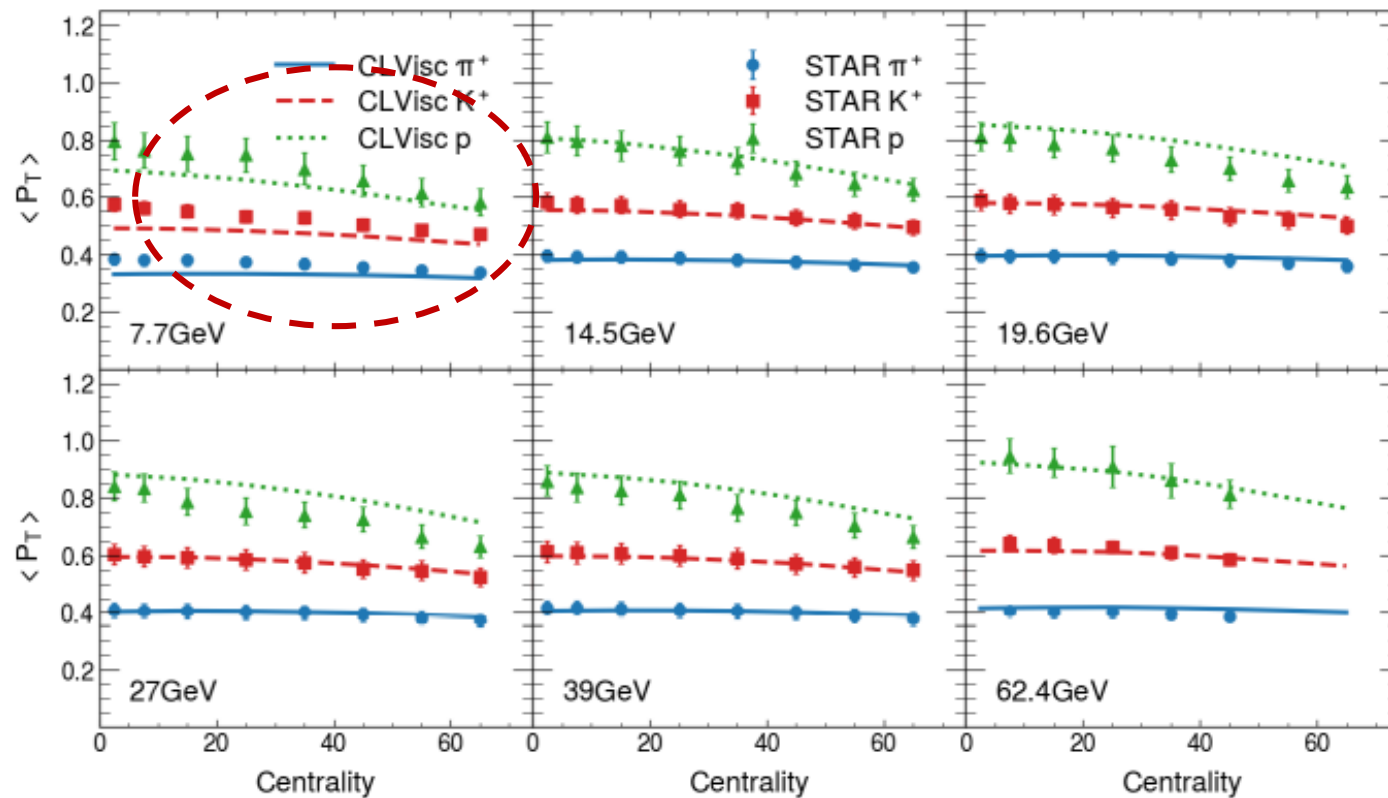 1.2
1.0
0.8
0.6
0.4
0.2
< P_T >
CLVisc π⁺
CLVisc K⁺
CLVisc p
7.7GeV
STAR π⁺
STAR K⁺
STAR p
14.5GeV
19.6GeV
1.2
1.0
0.8
0.6
0.4
0.2
< P_T >
27GeV
39GeV
62.4GeV
0 20 40 60
0 20 40 60
0 20 40 60
Centrality
Centrality
Centrality